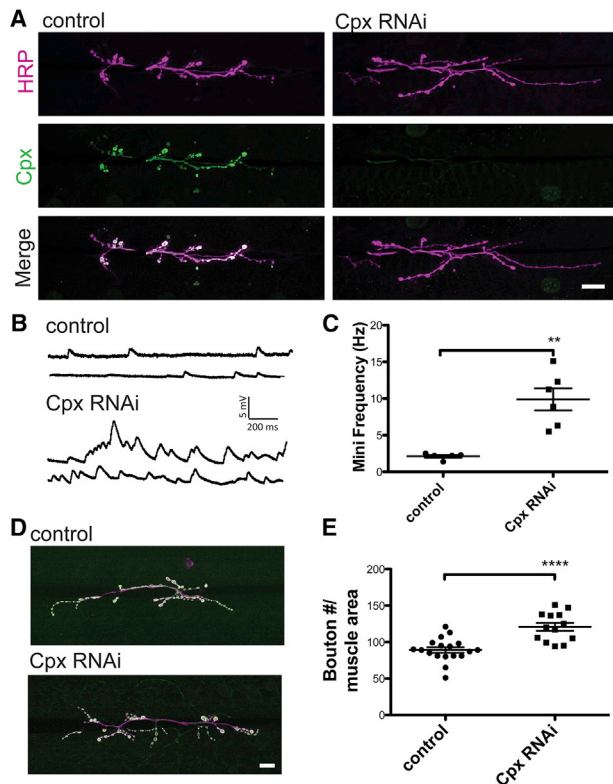 A
control
Cpx RNAi
HRP
Cpx
Merge
B
control
5 mV
200 ms
Cpx RNAi
C
Mini Frequency (Hz)
20
15
10
5
0
**
control
Cpx RNAi
D
control
Cpx RNAi
E
Bouton #/
muscle area
200
150
100
50
0
****
control
Cpx RNAi